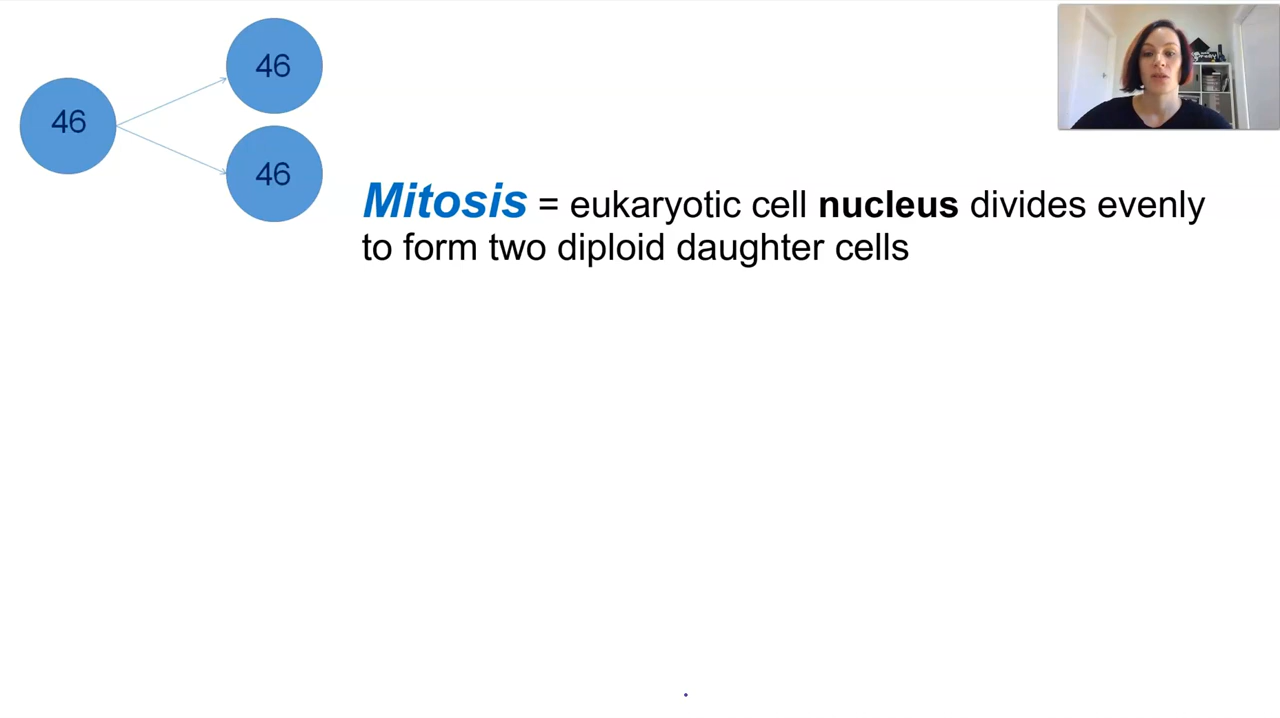 46
46
46
Mitosis = eukaryotic cell nucleus divides evenly
to form two diploid daughter cells